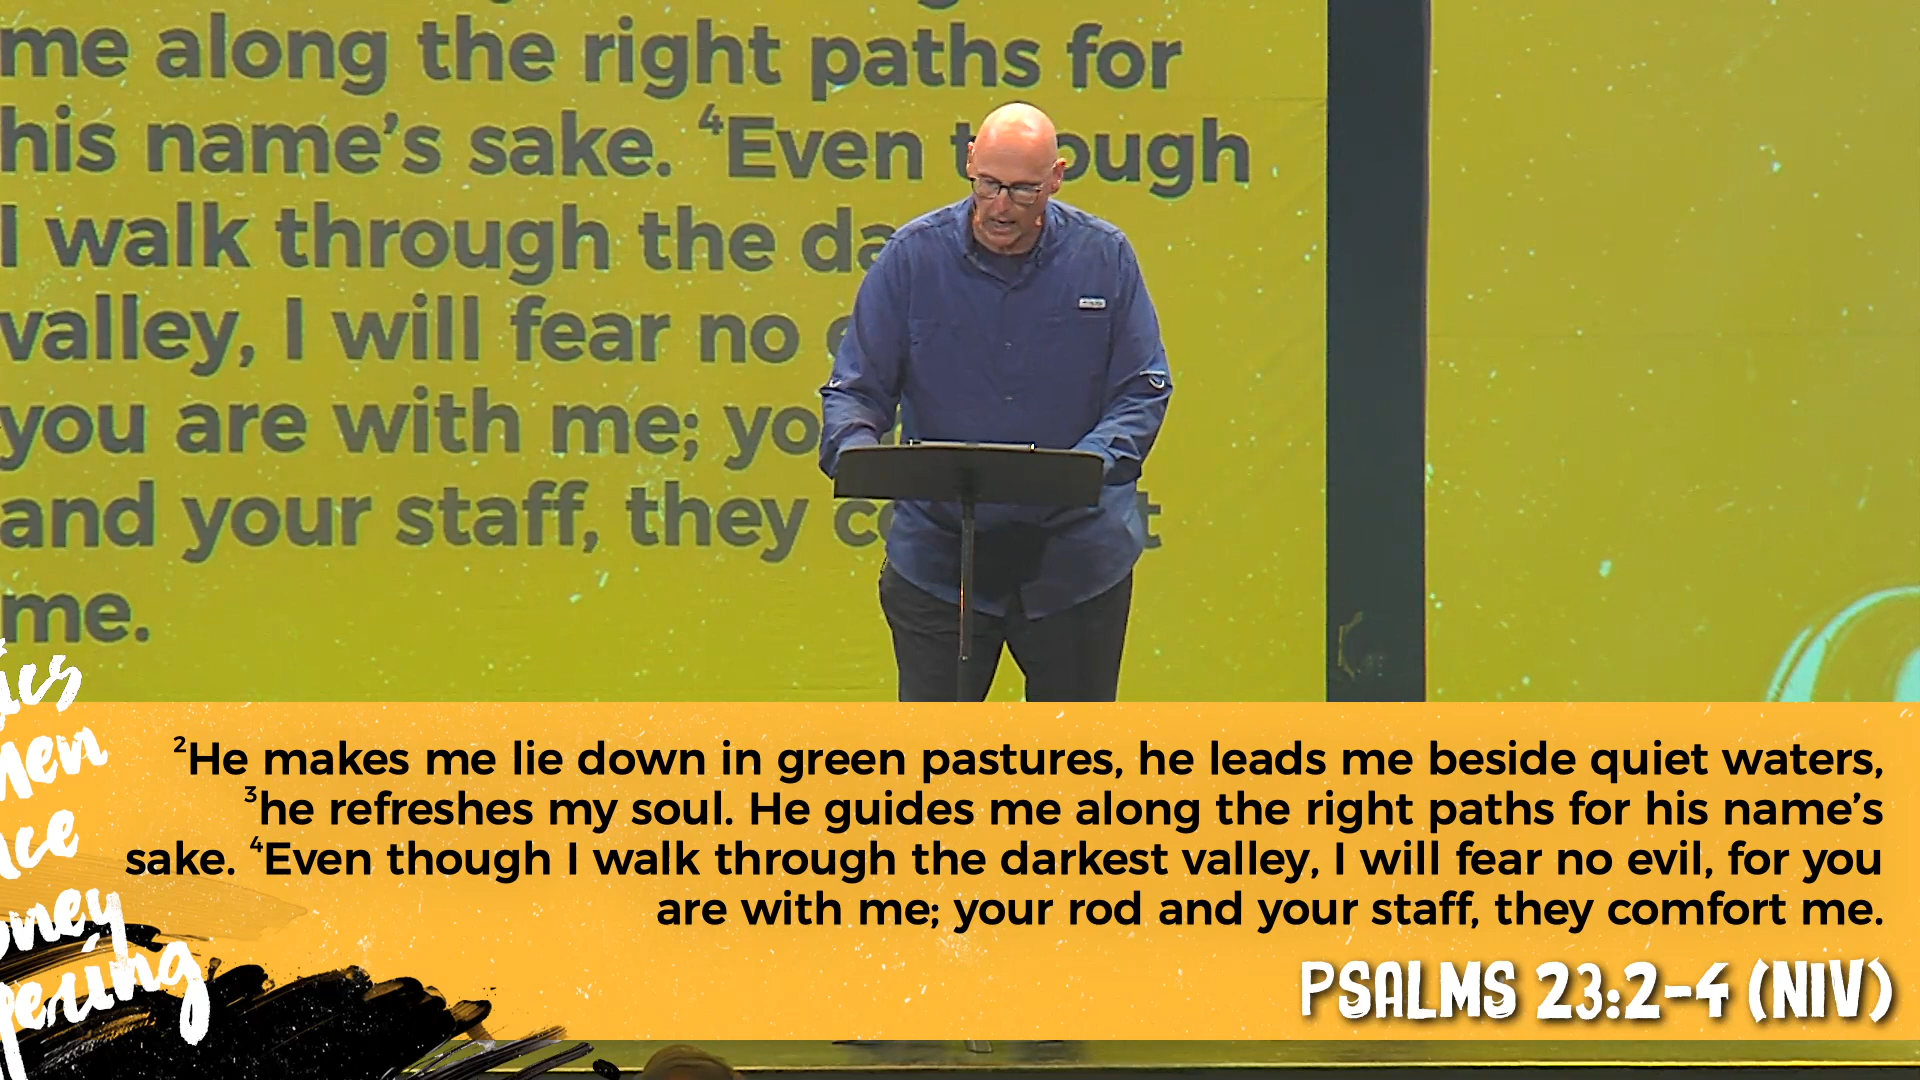 me along the right paths for
his name's sake. ⁴Even ough
I walk through the
valley, I will fear no
you are with me;
and your staff, they
me.
²He makes me lie down in green pastures, he leads me beside quiet waters,
³he refreshes my soul. He guides me along the right paths for his name's
sake. ⁴Even though I walk through the darkest valley, I will fear no evil, for you
are with me; your rod and your staff, they comfort me.
PSALMS 23:2-4 (NIV)